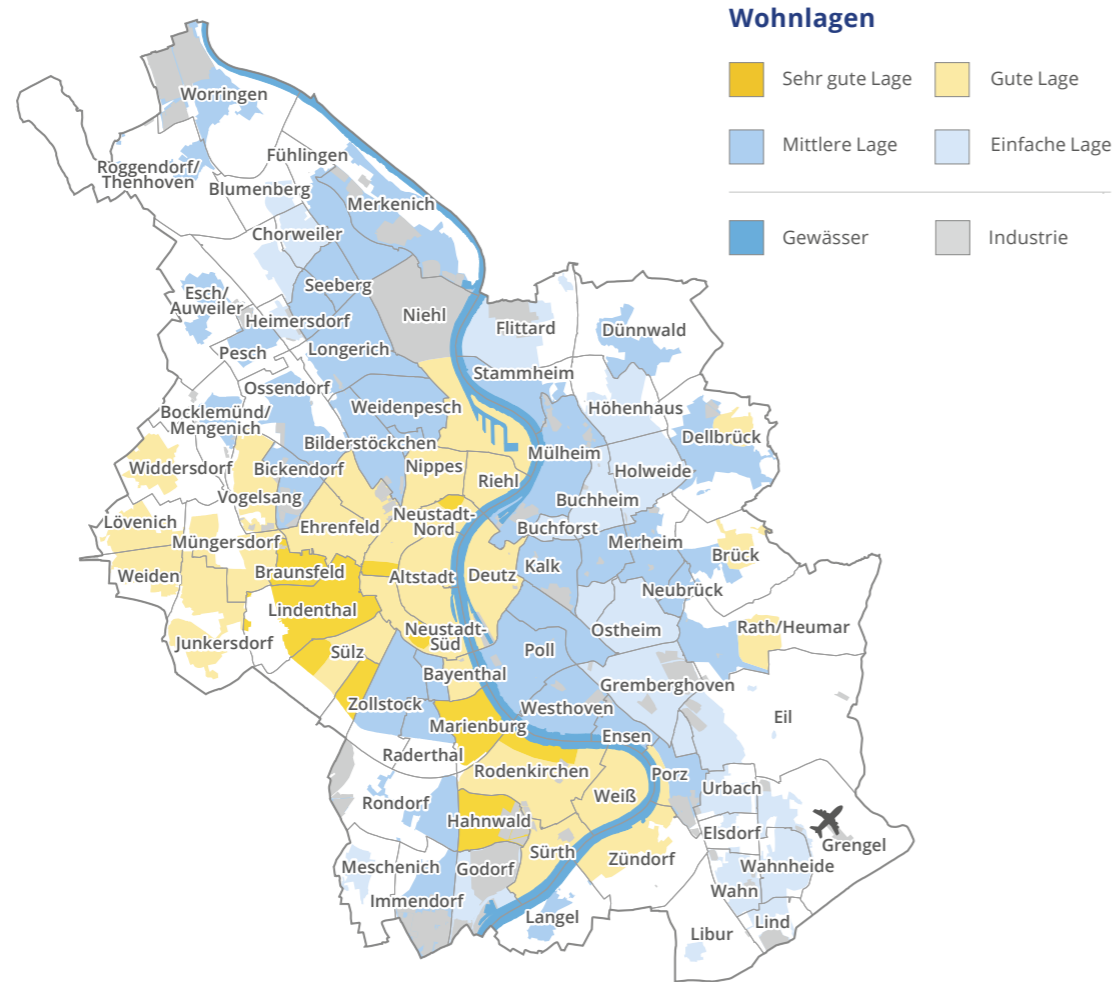 Wohnlagen
Sehr gute Lage
Gute Lage
Mittlere Lage
Einfache Lage
Gewässer
Industrie
Worringen
Roggendorf/
Thenhoven
Fühlingen
Blumenberg
Merkenich
Chorweiler
Seeberg
Esch/
Auweiler
Heimersdorf
Niehl
Flittard
Dünnwald
Pesch
Longerich
Stammheim
Ossendorf
Weidenpesch
Höhenhaus
Bocklemünd/
Mengenich
Bilderstöckchen
Dellbrück
Mülheim
Widdersdorf
Bickendorf
Nippes
Holweide
Riehl
Vogelsang
Buchheim
Lövenich
Ehrenfeld
Neustadt-
Nord
Buchforst
Müngersdorf
Merheim
Brück
Weiden
Braunsfeld
Altstadt
Deutz
Kalk
Neubrück
Lindenthal
Rath/Heumar
Junkersdorf
Sülz
Neustadt-
Süd
Ostheim
Poll
Bayenthal
Gremberghoven
Zollstock
Westhoven
Eil
Marienburg
Ensen
Raderthal
Rodenkirchen
Porz
Urbach
Rondorf
Weiß
Hahnwald
Elsdorf
Grengel
Meschenich
Godorf
Sürth
Zündorf
Wahnheide
Wahn
Immendorf
Langel
Lind
Libur